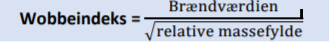 Brændværdien
Wobbeindeks =
√relative massefylde